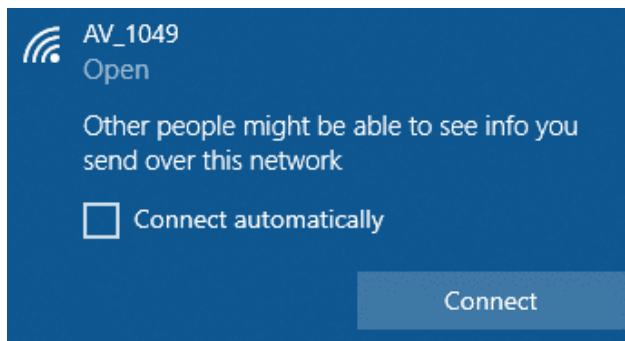 AV_1049
Open
Other people might be able to see info you
send over this network
Connect automatically
Connect